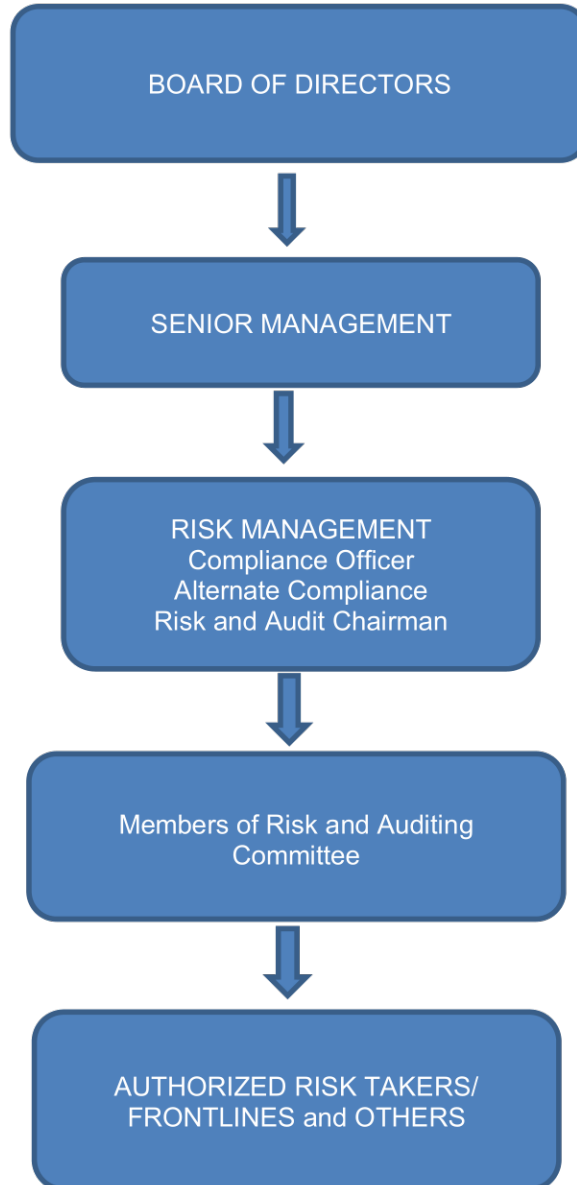 BOARD OF DIRECTORS
SENIOR MANAGEMENT
RISK MANAGEMENT
Compliance Officer
Alternate Compliance
Risk and Audit Chairman
Members of Risk and Auditing
Committee
AUTHORIZED RISK TAKERS/
FRONTLINES and OTHERS